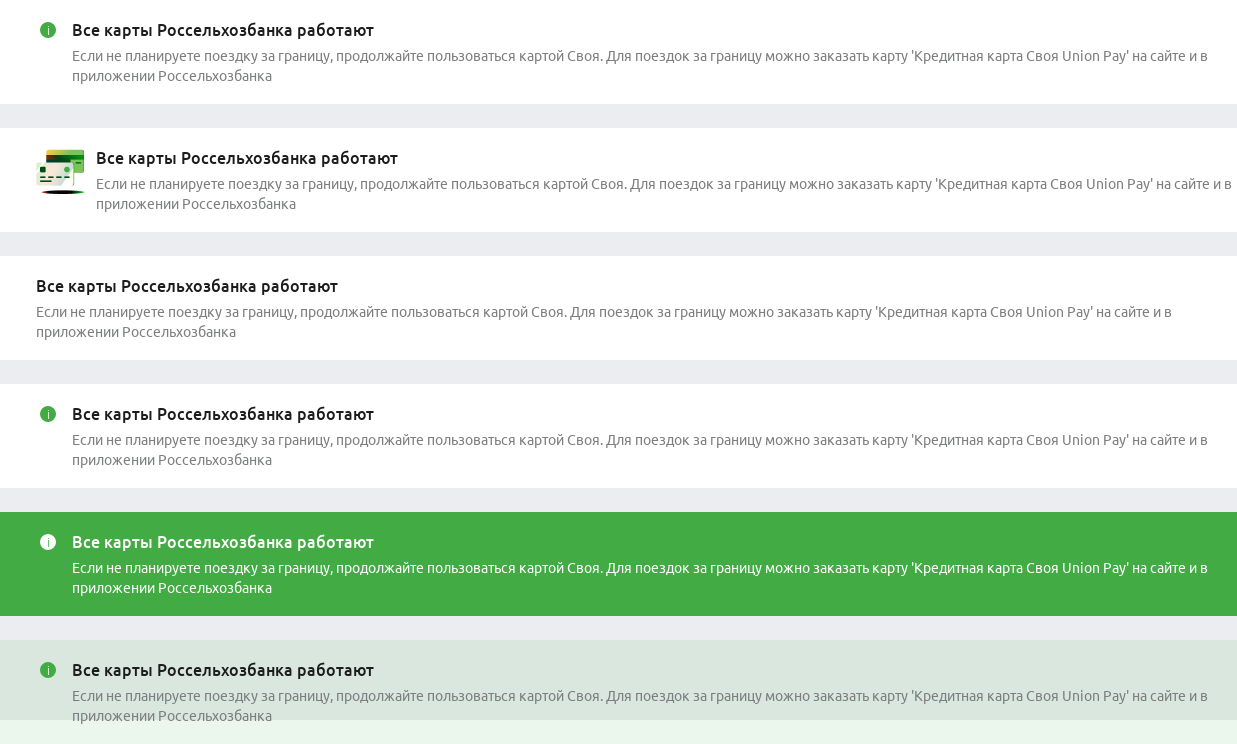 Все карты Россельхозбанка работают
Если не планируете поездку за границу, продолжайте пользоваться картой Своя. Для поездок за границу можно заказать карту 'Кредитная карта Своя Union Pay' на сайте и в
приложении Россельхозбанка
Все карты Россельхозбанка работают
Если не планируете поездку за границу, продолжайте пользоваться картой Своя. Для поездок за границу можно заказать карту 'Кредитная карта Своя Union Pay' на сайте и в
приложении Россельхозбанка
Все карты Россельхозбанка работают
Если не планируете поездку за границу, продолжайте пользоваться картой Своя. Для поездок за границу можно заказать карту 'Кредитная карта Своя Union Pay' на сайте и в
приложении Россельхозбанка
Все карты Россельхозбанка работают
Если не планируете поездку за границу, продолжайте пользоваться картой Своя. Для поездок за границу можно заказать карту 'Кредитная карта Своя Union Pay' на сайте и в
приложении Россельхозбанка
Все карты Россельхозбанка работают
Если не планируете поездку за границу, продолжайте пользоваться картой Своя. Для поездок за границу можно заказать карту 'Кредитная карта Своя Union Pay' на сайте и в
приложении Россельхозбанка
Все карты Россельхозбанка работают
Если не планируете поездку за границу, продолжайте пользоваться картой Своя. Для поездок за границу можно заказать карту 'Кредитная карта Своя Union Pay' на сайте и в
приложении Россельхозбанка